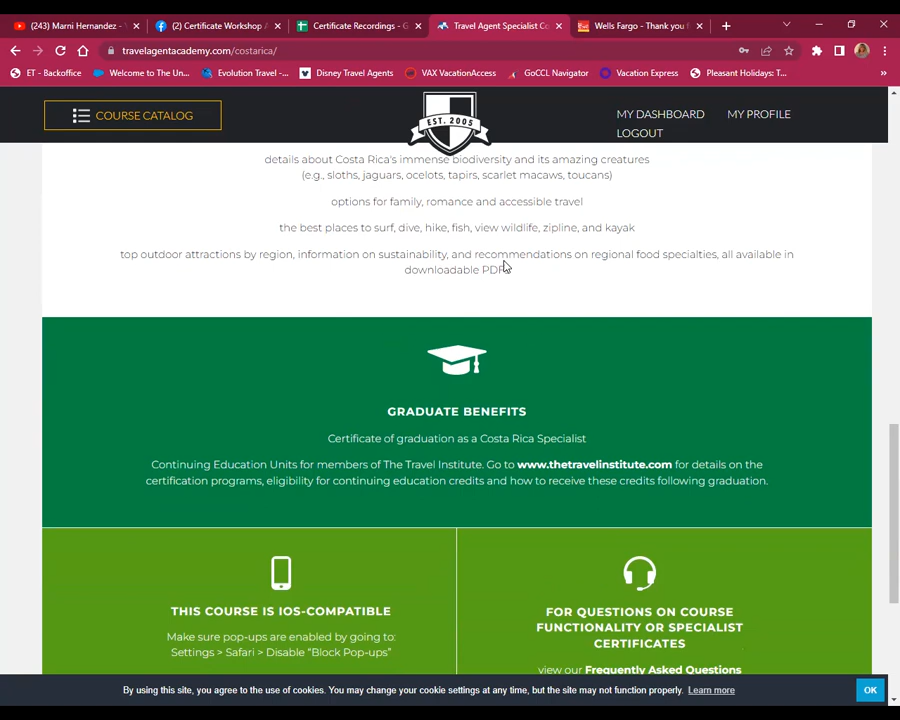 (243) Marni Hernandez -
(2) Certificate Workshop
Certificate Recordings - G
Travel Agent Specialist Co
Wells Fargo - Thank you f
travelagentacademy.com/costarica/
ET - Backoffice
Welcome to The Un...
Evolution Travel -...
Disney Travel Agents
VAX VacationAccess
GoCCL Navigator
Vacation Express
Pleasant Holidays: T...
COURSE CATALOG
EST. 2005
MY DASHBOARD
MY PROFILE
LOGOUT
details about Costa Rica's immense biodiversity and its amazing creatures
(e.g., sloths, jaguars, ocelots, tapirs, scarlet macaws, toucans)
options for family, romance and accessible travel
the best places to surf, dive, hike, fish, view wildlife, zipline, and kayak
top outdoor attractions by region, information on sustainability, and recommendations on regional food specialties, all available in
downloadable PDFs
GRADUATE BENEFITS
Certificate of graduation as a Costa Rica Specialist
Continuing Education Units for members of The Travel Institute. Go to www.thetravelinstitute.com for details on the
certification programs, eligibility for continuing education credits and how to receive these credits following graduation.
THIS COURSE IS IOS-COMPATIBLE
Make sure pop-ups are enabled by going to:
Settings > Safari > Disable "Block Pop-ups"
FOR QUESTIONS ON COURSE
FUNCTIONALITY OR SPECIALIST
CERTIFICATES
view our Frequently Asked Questions
By using this site, you agree to the use of cookies. You may change your cookie settings at any time, but the site may not function properly. Learn more
OK